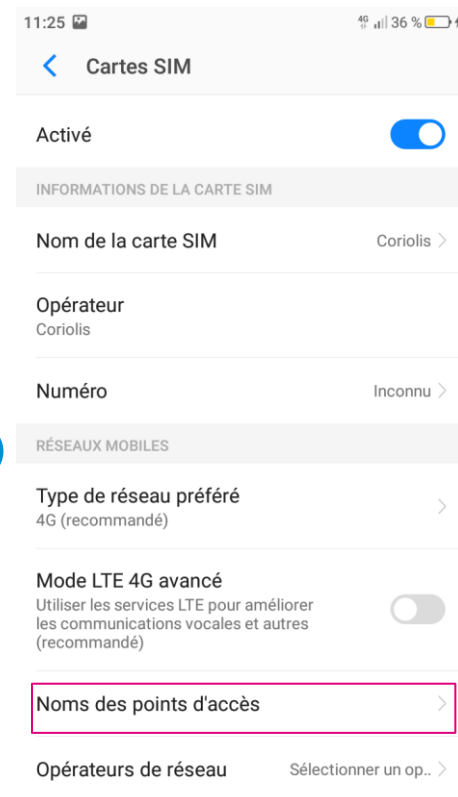 11:25 4G 36 %
Cartes SIM
Activé
INFORMATIONS DE LA CARTE SIM
Nom de la carte SIM Coriolis
Opérateur
Coriolis
Numéro Inconnu
RÉSEAUX MOBILES
Type de réseau préféré
4G (recommandé)
Mode LTE 4G avancé
Utiliser les services LTE pour améliorer
les communications vocales et autres
(recommandé)
Noms des points d'accès
Opérateurs de réseau Sélectionner un op..